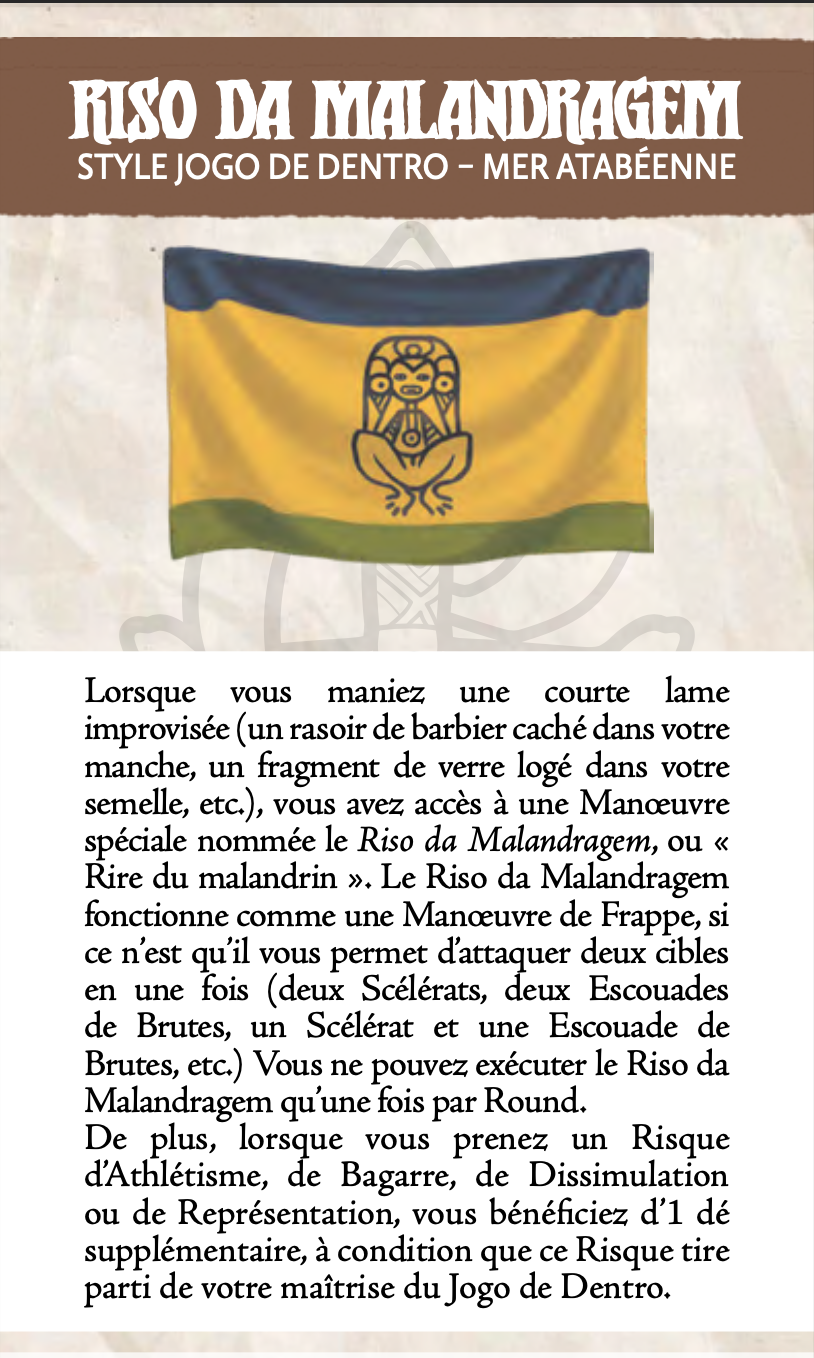 RISO DA MALANDRAGEM
STYLE JOGO DE DENTRO – MER ATABÉENNE
Lorsque vous maniez une courte lame
improvisée (un rasoir de barbier caché dans votre
manche, un fragment de verre logé dans votre
semelle, etc.), vous avez accès à une Manœuvre
spéciale nommée le Riso da Malandragem, ou «
Rire du malandrin ». Le Riso da Malandragem
fonctionne comme une Manœuvre de Frappe, si
ce n’est qu’il vous permet d’attaquer deux cibles
en une fois (deux Scélérats, deux Escouades
de Brutes, un Scélérat et une Escouade de
Brutes, etc.) Vous ne pouvez exécuter le Riso da
Malandragem qu’une fois par Round.
De plus, lorsque vous prenez un Risque
d’Athlétisme, de Bagarre, de Dissimulation
ou de Représentation, vous bénéficiez d’1 dé
supplémentaire, à condition que ce Risque tire
parti de votre maîtrise du Jogo de Dentro.